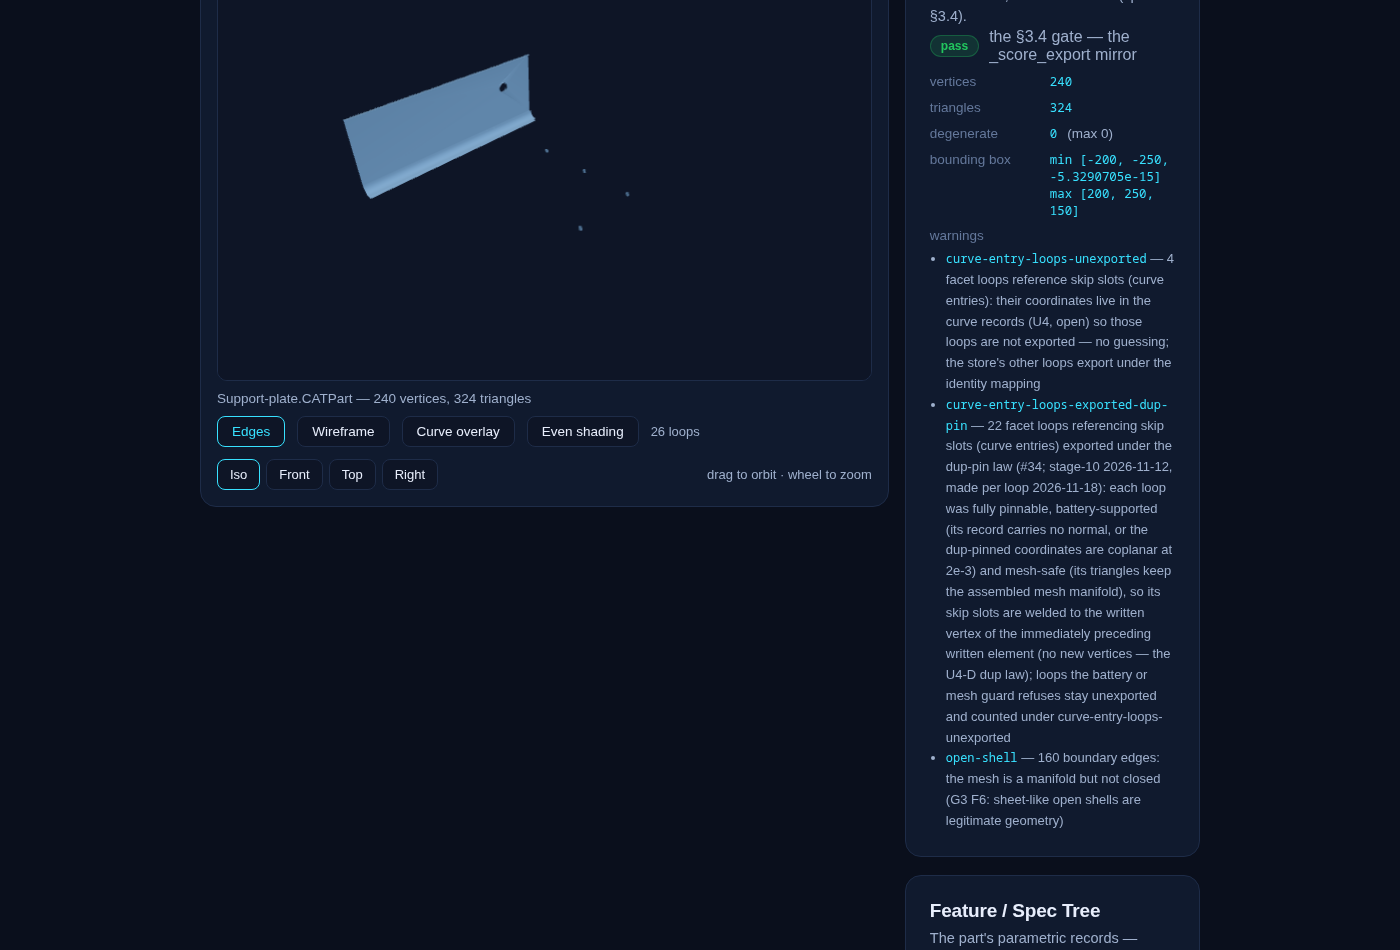 Support-plate.CATPart — 240 vertices, 324 triangles
Edges
Wireframe
Curve overlay
Even shading
26 loops
Iso
Front
Top
Right
drag to orbit · wheel to zoom
§3.4).
pass
the §3.4 gate — the
_score_export mirror
vertices
240
triangles
324
degenerate
0 (max 0)
bounding box
min [-200, -250,
-5.3290705e-15]
max [200, 250,
150]
warnings
• curve-entry-loops-unexported — 4
facet loops reference skip slots (curve
entries): their coordinates live in the
curve records (U4, open) so those
loops are not exported — no guessing;
the store's other loops export under the
identity mapping
• curve-entry-loops-exported-dup-
pin — 22 facet loops referencing skip
slots (curve entries) exported under the
dup-pin law (#34; stage-10 2026-11-12,
made per loop 2026-11-18): each loop
was fully pinnable, battery-supported
(its record carries no normal, or the
dup-pinned coordinates are coplanar at
2e-3) and mesh-safe (its triangles keep
the assembled mesh manifold), so its
skip slots are welded to the written
vertex of the immediately preceding
written element (no new vertices — the
U4-D dup law); loops the battery or
mesh guard refuses stay unexported
and counted under curve-entry-loops-
unexported
• open-shell — 160 boundary edges:
the mesh is a manifold but not closed
(G3 F6: sheet-like open shells are
legitimate geometry)
Feature / Spec Tree
The part's parametric records —